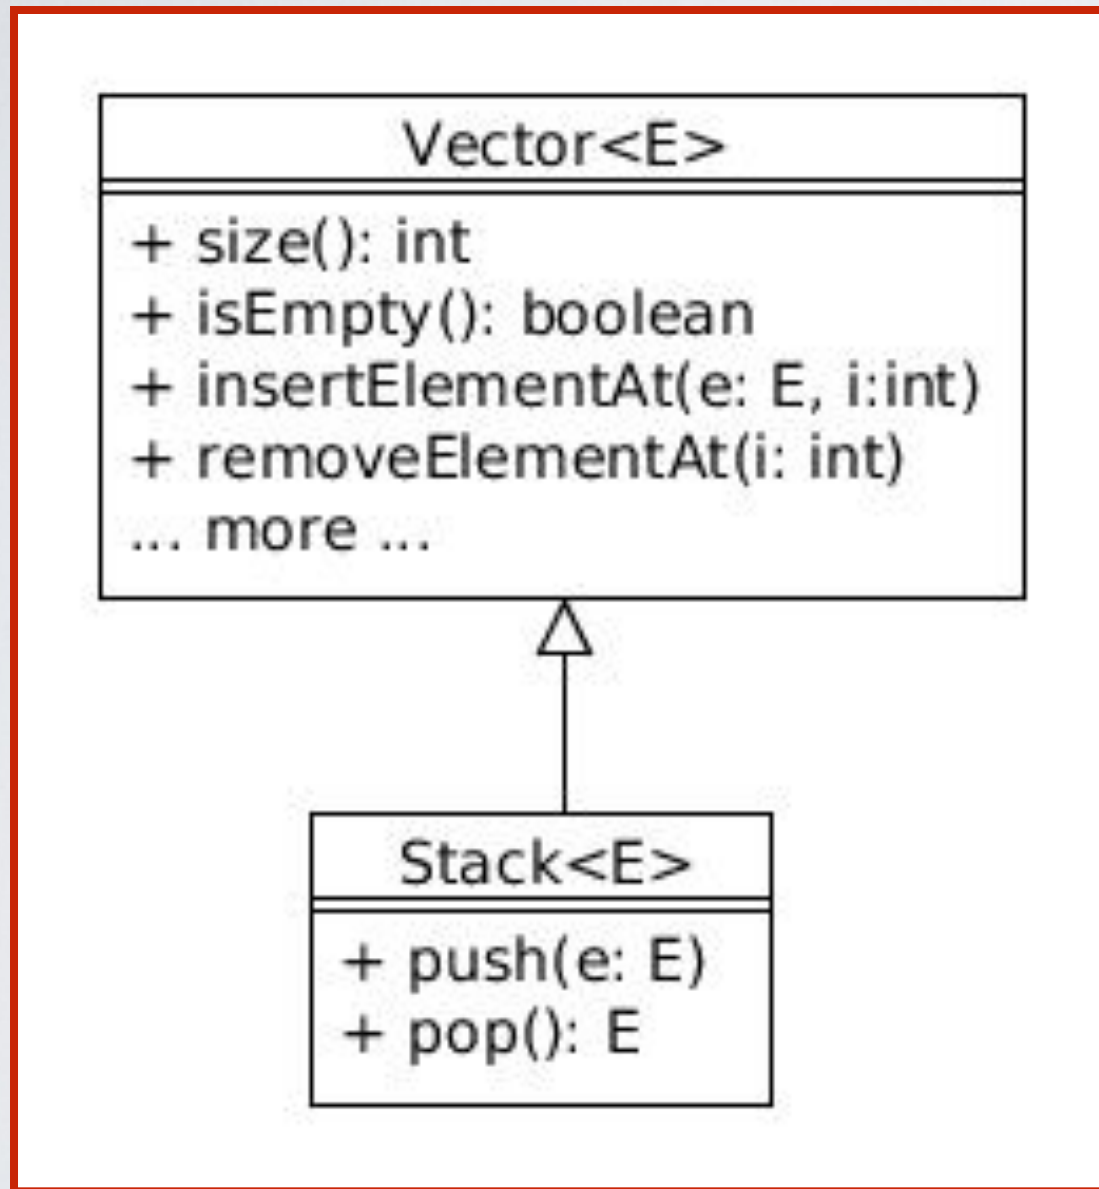 Vector<E>
+ size(): int
+ isEmpty(): boolean
+ insertElementAt(e: E, i:int)
+ removeElementAt(i: int)
... more ...
Stack<E>
+ push(e: E)
+ pop(): E